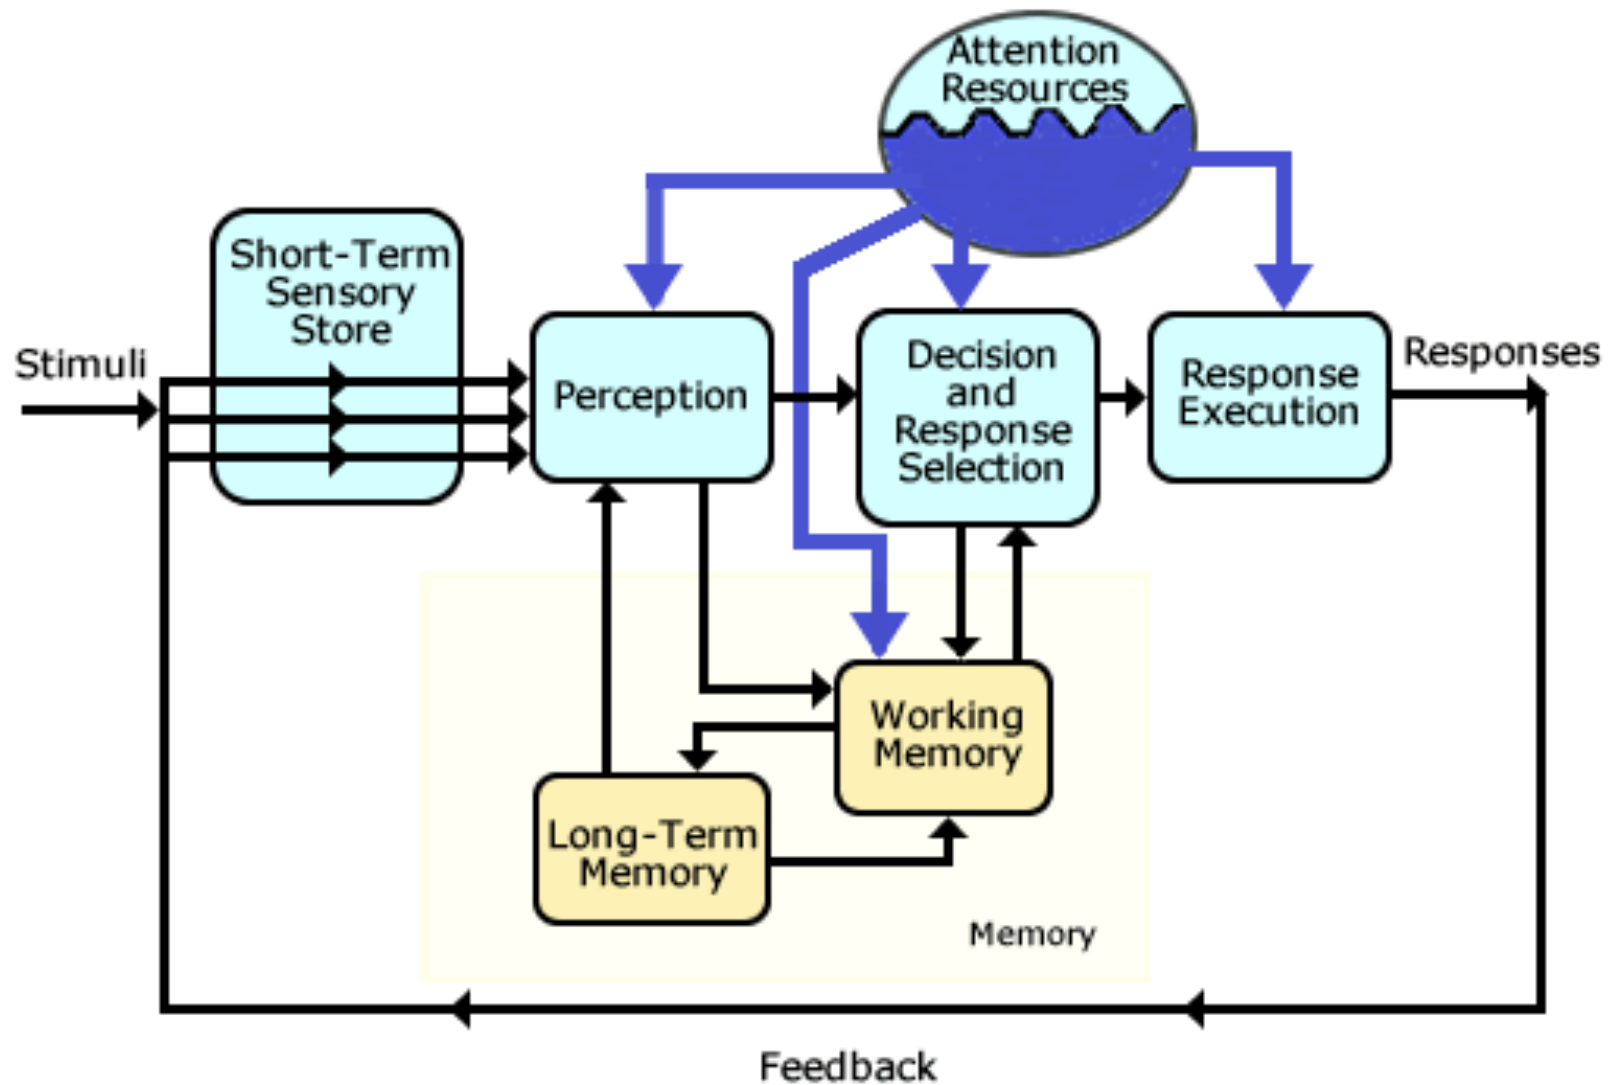 Attention
Resources
Short-Term
Sensory
Store
Stimuli
Perception
Decision
and
Response
Selection
Response
Execution
Responses
Working
Memory
Long-Term
Memory
Memory
Feedback